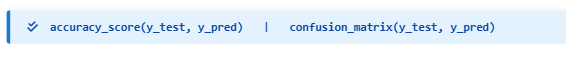 accuracy_score(y_test, y_pred) | confusion_matrix(y_test, y_pred)